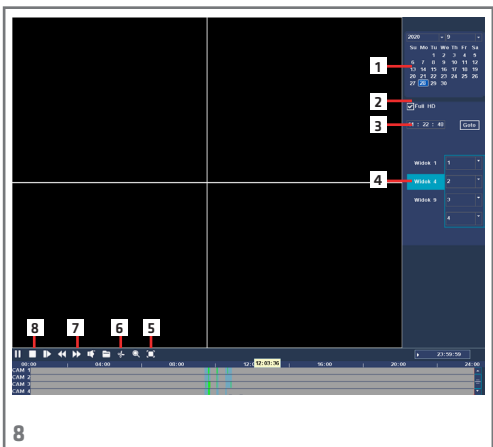 2020 9
Su Mo Tu We Th Fr Sa
1 2 3 4 5
6 7 8 9 10 11 12
13 14 15 16 17 18 19
20 21 22 23 24 25 26
27 28 29 30
1
2
Full HD
3
: 22 : 40 Goto
Widok 1 1
4
Widok 4 2
Widok 9 3
4
8 7 6 5
23:59:59
00:00 04:00 08:00 12: 12:03:36 16:00 20:00 24:00
CAM 1
CAM 2
CAM 3
CAM 4
8